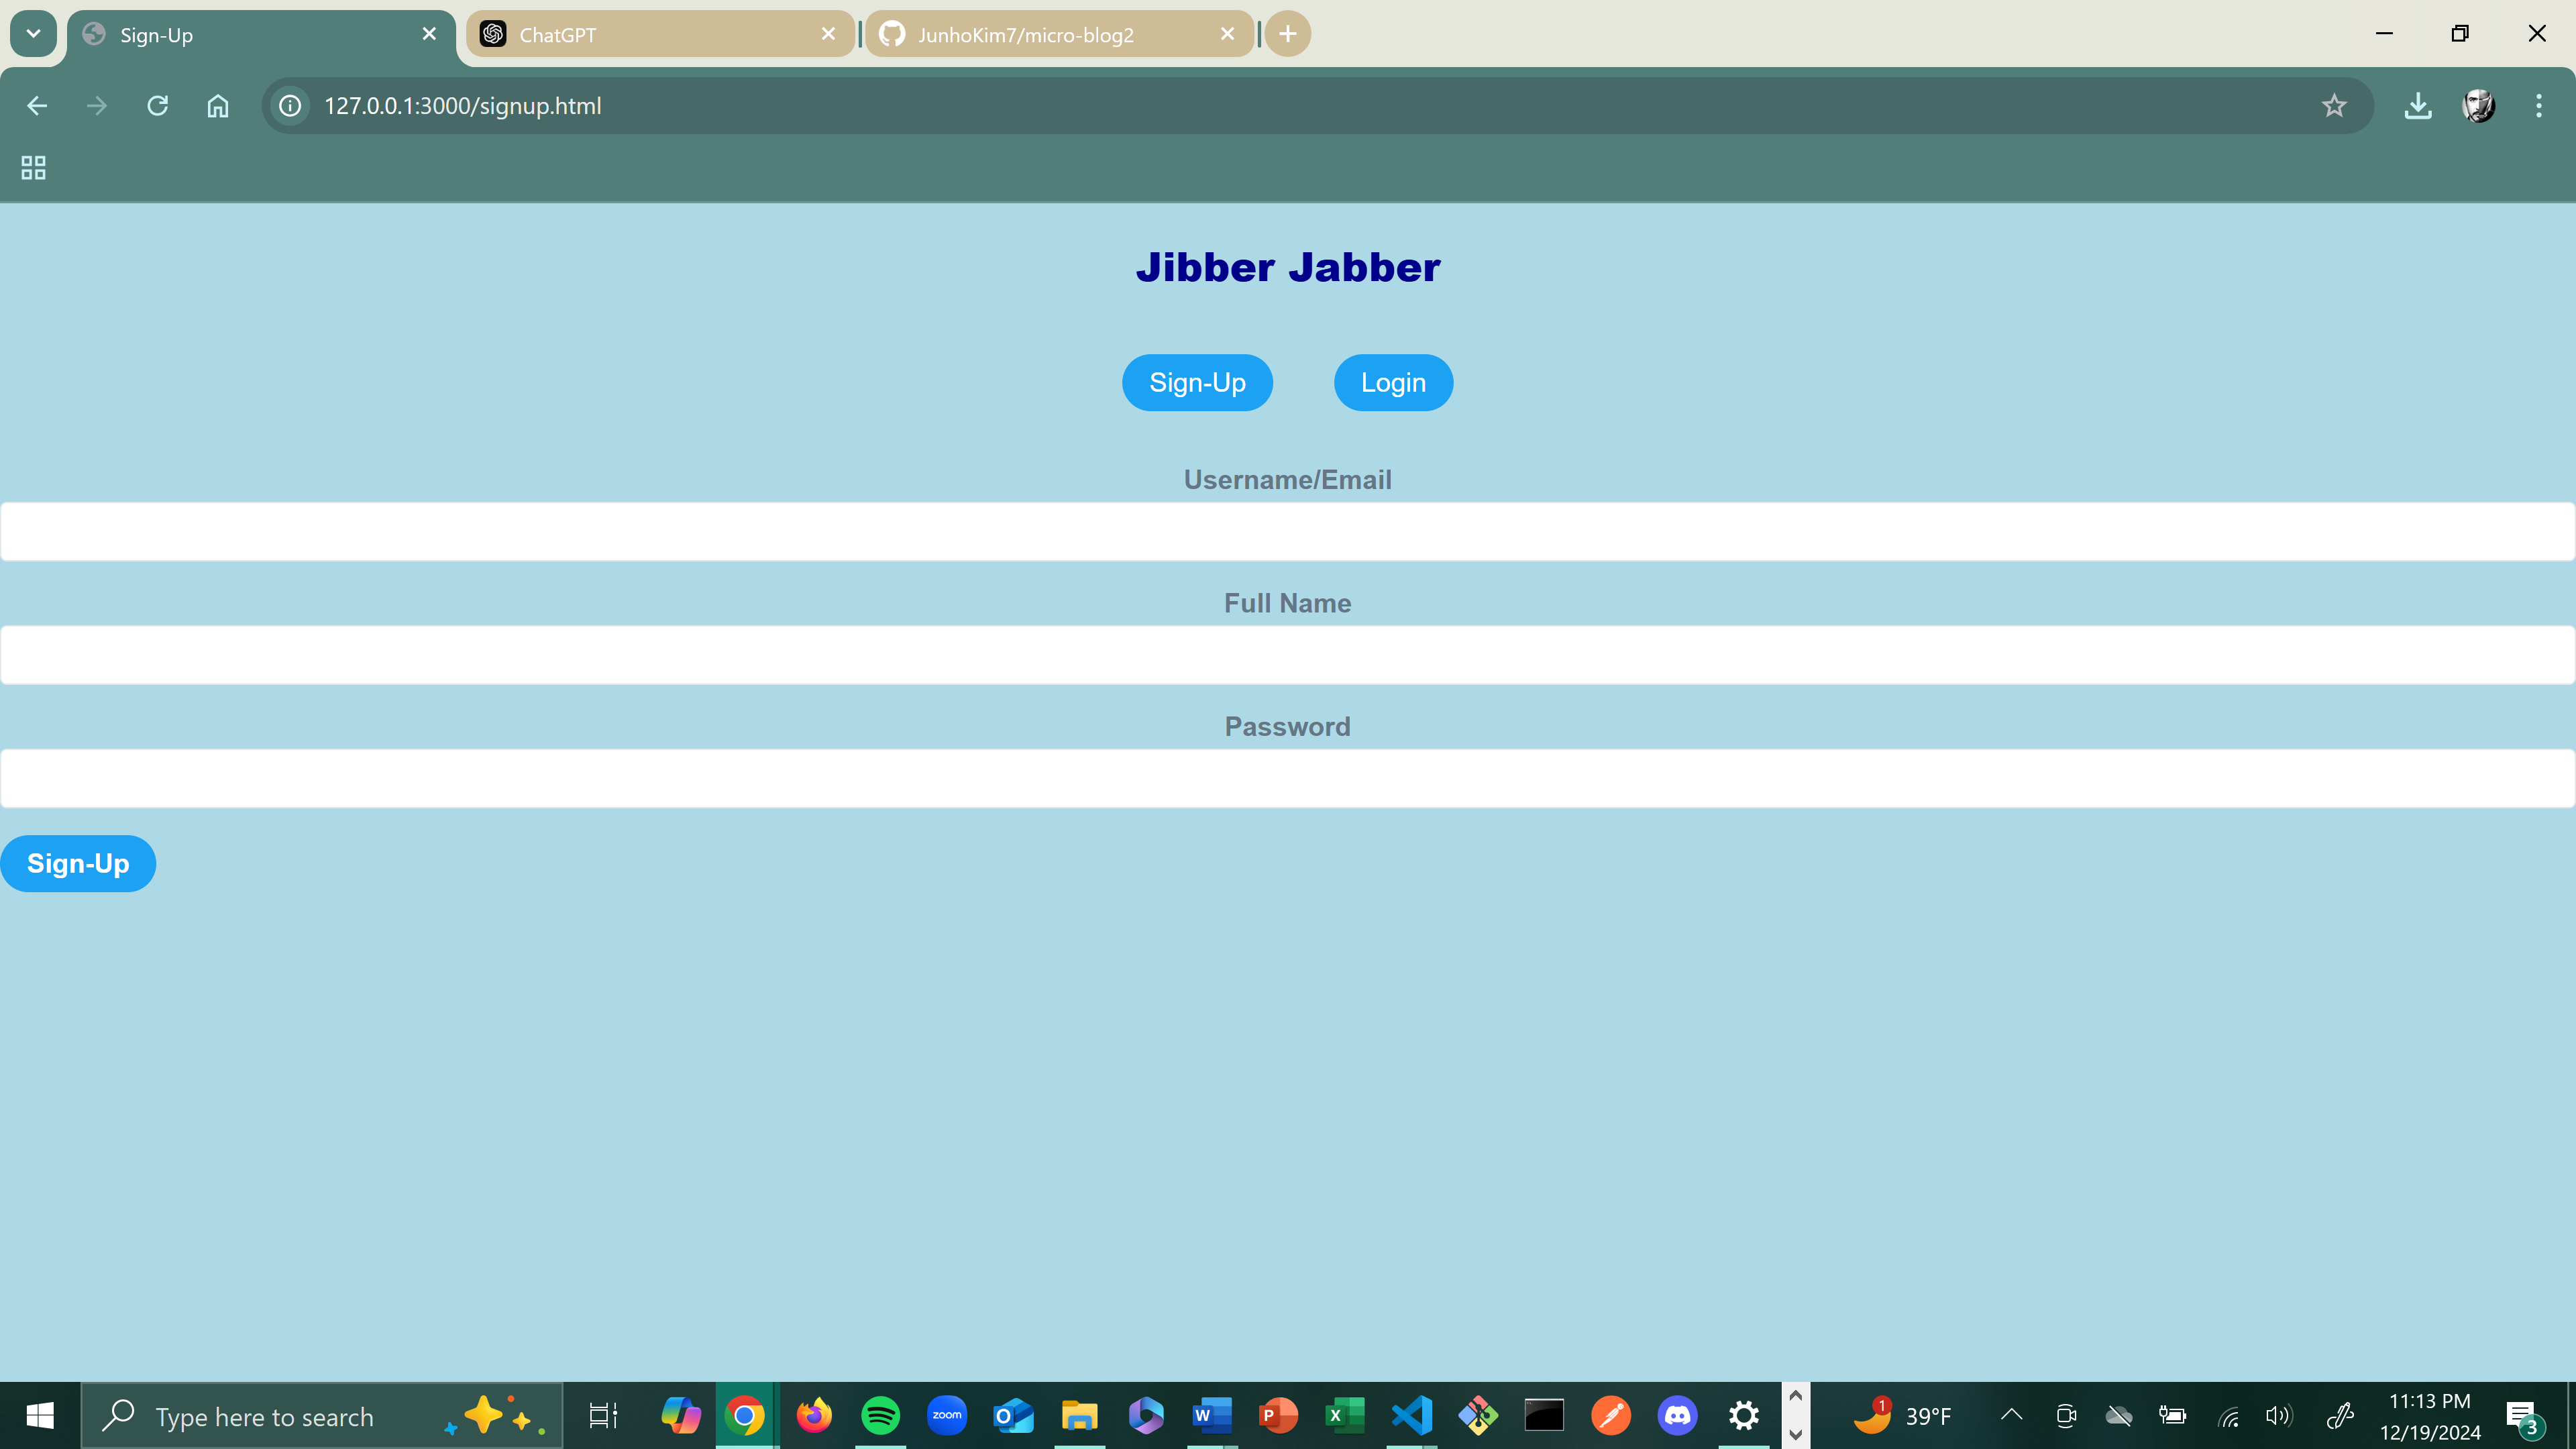 Sign-Up
ChatGPT
JunhoKim7/micro-blog2
127.0.0.1:3000/signup.html
Jibber Jabber
Sign-Up
Login
Username/Email
Full Name
Password
Sign-Up
Type here to search
zoom
O
W
P
X
1
39°F
11:13 PM
12/19/2024
3